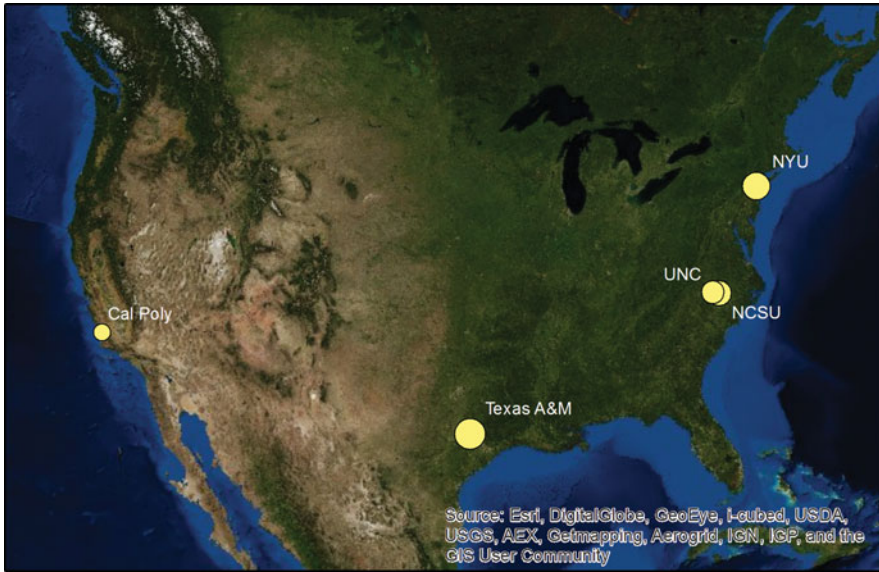 NYU
UNC
NCSU
Cal Poly
Texas A&M
Source: Esri, DigitalGlobe, GeoEye, i-cubed, USDA,
USGS, AEX, Getmapping, Aerogrid, IGN, IGP, and the
GIS User Community